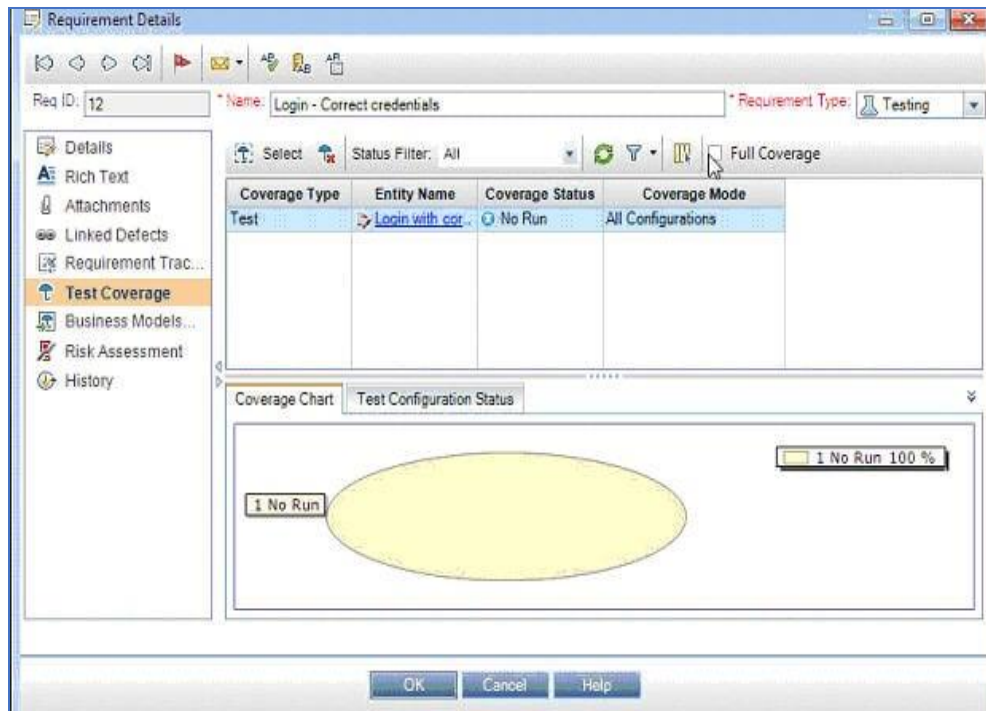 Requirement Details
Req ID: 12
* Name: Login - Correct credentials
* Requirement Type: Testing
Details
Rich Text
Attachments
Linked Defects
Requirement Trac...
Test Coverage
Business Models...
Risk Assessment
History
Select Status Filter: All Full Coverage
Coverage Type Entity Name Coverage Status Coverage Mode
Test Login with cor... No Run All Configurations
Coverage Chart Test Configuration Status
1 No Run 100 %
1 No Run
OK Cancel Help